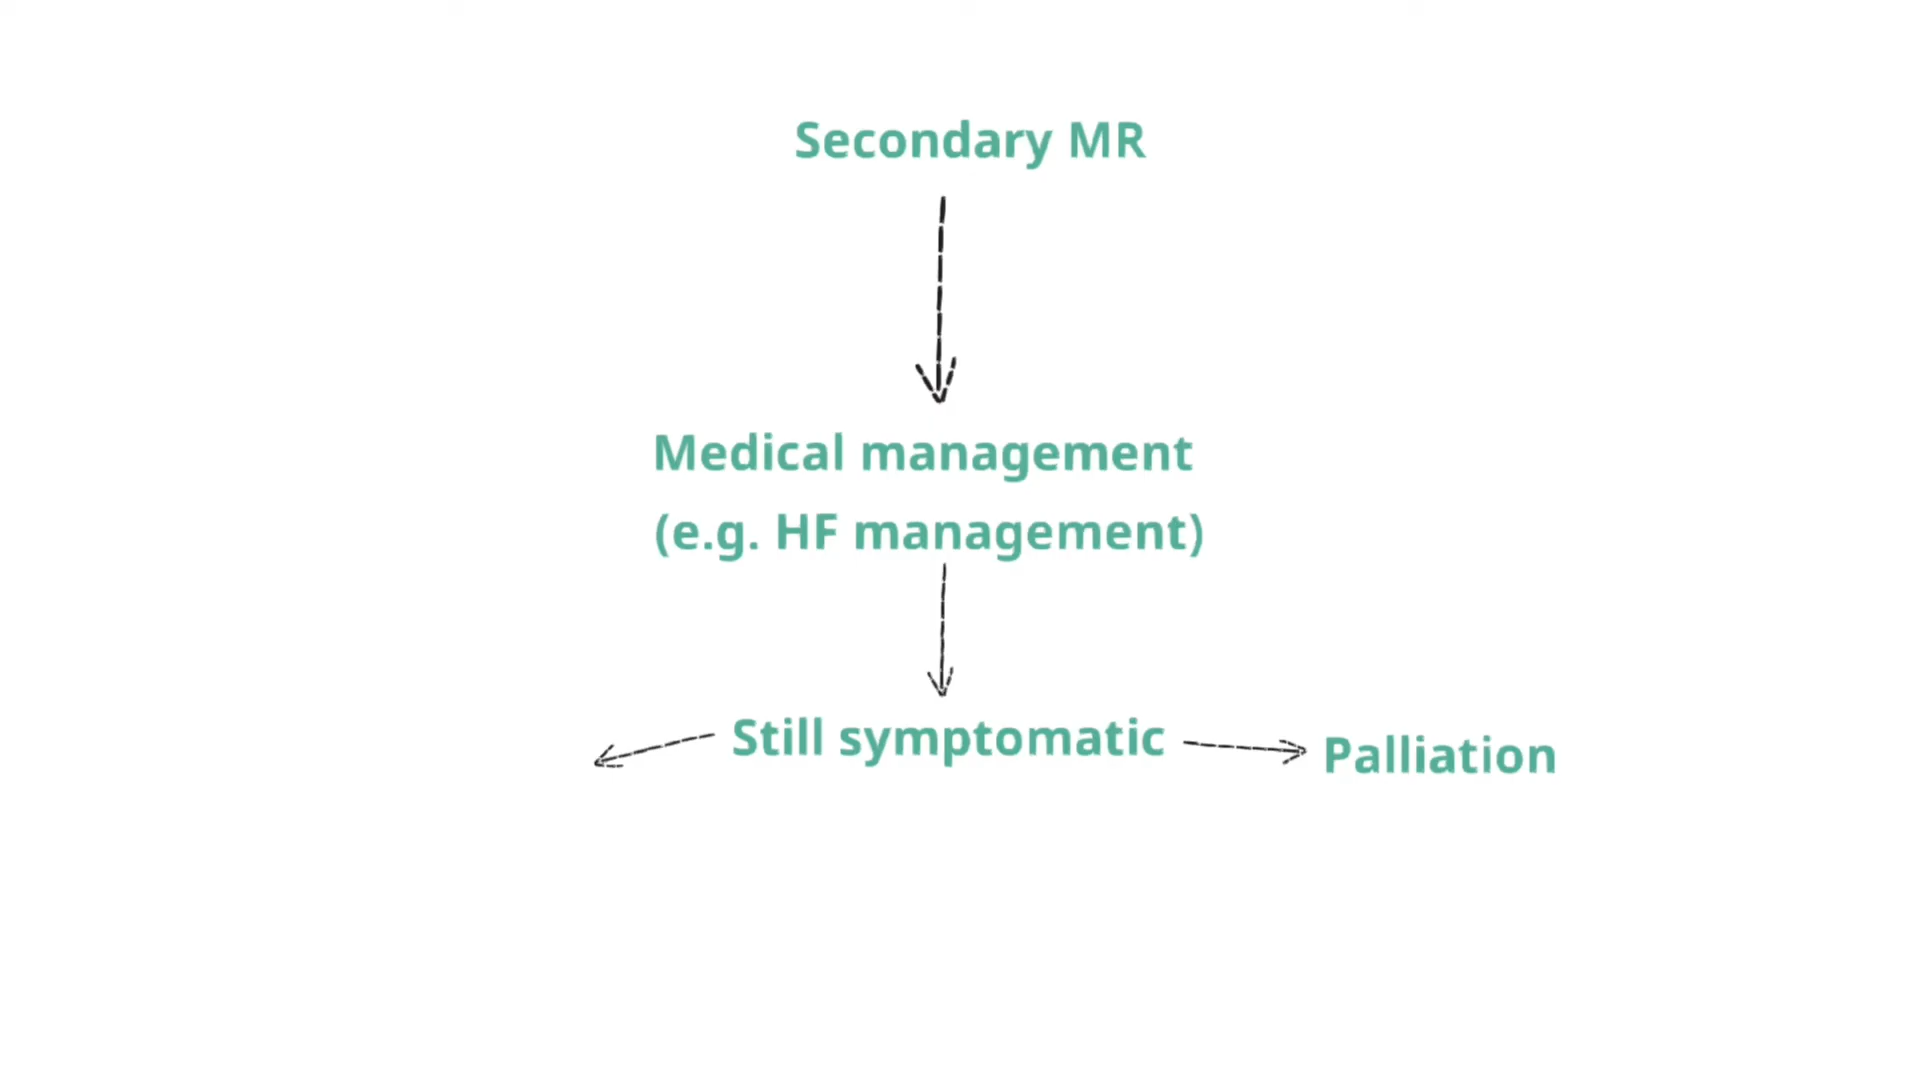 Secondary MR
Medical management
(e.g. HF management)
Still symptomatic
Palliation